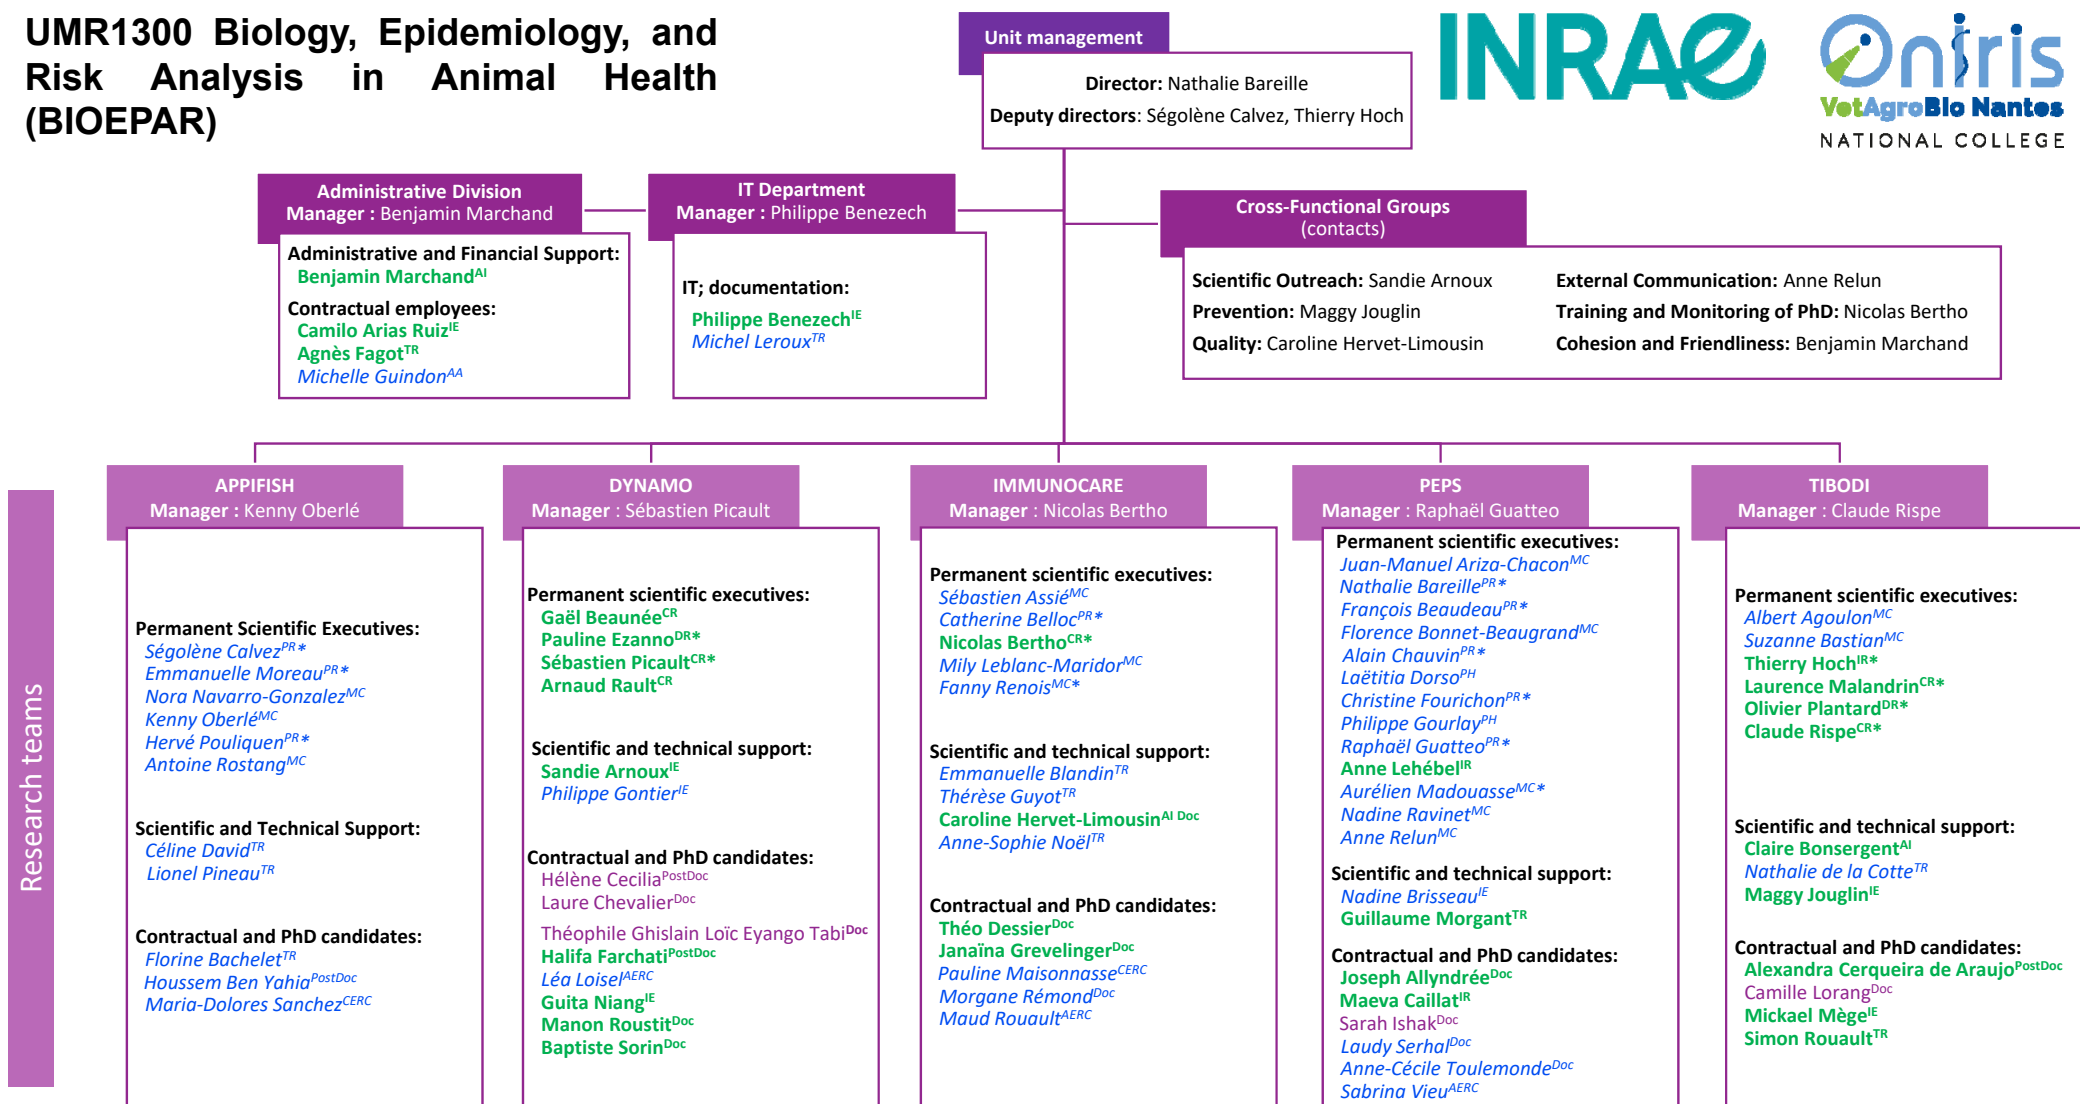 UMR1300 Biology, Epidemiology, and
Risk Analysis in Animal Health
(BIOEPAR)
Unit management
Director: Nathalie Bareille
Deputy directors: Ségolène Calvez, Thierry Hoch
INRAE
Oniris
VetAgroBio Nantes
NATIONAL COLLEGE
Administrative Division
Manager : Benjamin Marchand
Administrative and Financial Support:
Benjamin MarchandAI
Contractual employees:
Camilo Arias RuizIE
Agnès FagotTR
Michelle GuindonAA
IT Department
Manager : Philippe Benezech
IT; documentation:
Philippe BenezechIE
Michel LerouxTR
Cross-Functional Groups
(contacts)
Scientific Outreach: Sandie Arnoux
Prevention: Maggy Jouglin
Quality: Caroline Hervet-Limousin
External Communication: Anne Relun
Training and Monitoring of PhD: Nicolas Bertho
Cohesion and Friendliness: Benjamin Marchand
Research teams
APPIFISH
Manager : Kenny Oberlé
Permanent Scientific Executives:
Ségolène CalvezPR*
Emmanuelle MoreauPR*
Nora Navarro-GonzalezMC
Kenny OberléMC
Hervé PouliquenPR*
Antoine RostangMC
Scientific and Technical Support:
Céline DavidTR
Lionel PineauTR
Contractual and PhD candidates:
Florine BacheletTR
Houssem Ben YahiaPostDoc
Maria-Dolores SanchezCERC
DYNAMO
Manager : Sébastien Picault
Permanent scientific executives:
Gaël BeaunéeCR
Pauline EzannoDR*
Sébastien PicaultCR*
Arnaud RaultCR
Scientific and technical support:
Sandie ArnouxIE
Philippe GontierIE
Contractual and PhD candidates:
Hélène CeciliaPostDoc
Laure ChevalierDoc
Théophile Ghislain Loïc Eyango TabiDoc
Halifa FarchatiPostDoc
Léa LoiselAERC
Guita NiangIE
Manon RoustitDoc
Baptiste SorinDoc
IMMUNOCARE
Manager : Nicolas Bertho
Permanent scientific executives:
Sébastien AssiéMC
Catherine BellocPR*
Nicolas BerthoCR*
Mily Leblanc-MaridorMC
Fanny RenoisMC*
Scientific and technical support:
Emmanuelle BlandinTR
Thérèse GuyotTR
Caroline Hervet-LimousinAI Doc
Anne-Sophie NoëlTR
Contractual and PhD candidates:
Théo DessierDoc
Janaïna GrevelingerDoc
Pauline MaisonnasseCERC
Morgane RémondDoc
Maud RouaultAERC
PEPS
Manager : Raphaël Guatteo
Permanent scientific executives:
Juan-Manuel Ariza-ChaconMC
Nathalie BareillePR*
François BeaudeauPR*
Florence Bonnet-BeaugrandMC
Alain ChauvinPR*
Laëtitia DorsoPH
Christine FourichonPR*
Philippe GourlayPH
Raphaël GuatteoPR*
Anne LehébelIR
Aurélien MadouasseMC*
Nadine RavinetMC
Anne RelunMC
Scientific and technical support:
Nadine BrisseauIE
Guillaume MorgantTR
Contractual and PhD candidates:
Joseph AllyndréeDoc
Maeva CaillatIR
Sarah IshakDoc
Laudy SerhalDoc
Anne-Cécile ToulemondeDoc
Sabrina VieuAERC
TIBODI
Manager : Claude Rispe
Permanent scientific executives:
Albert AgoulonMC
Suzanne BastianMC
Thierry HochIR*
Laurence MalandrinCR*
Olivier PlantardDR*
Claude RispeCR*
Scientific and technical support:
Claire BonsergentAI
Nathalie de la CotteTR
Maggy JouglinIE
Contractual and PhD candidates:
Alexandra Cerqueira de AraujoPostDoc
Camille LorangDoc
Mickael MègeIE
Simon RouaultTR